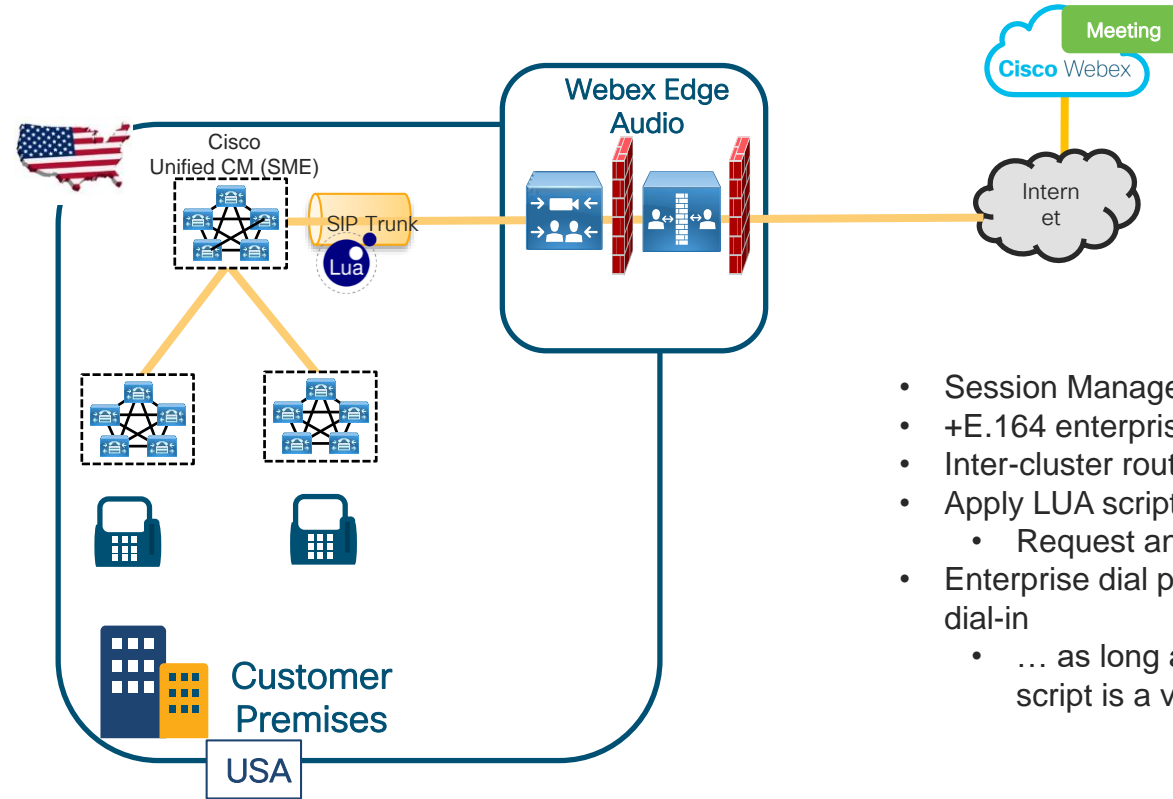 Meeting
Cisco Webex
Webex Edge
Audio
Cisco
Unified CM (SME)
SIP Trunk
Lua
Intern
et
• Session Manage
• +E.164 enterpris
• Inter-cluster rout
• Apply LUA script
• Request an
• Enterprise dial p
dial-in
• … as long a
script is a v
Customer
Premises
USA